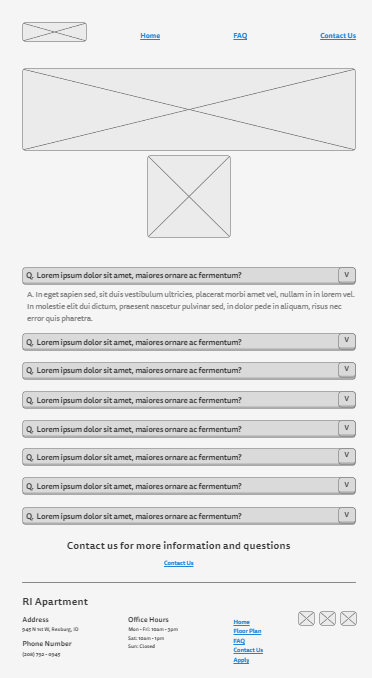 Home FAQ Contact Us
Q. Lorem ipsum dolor sit amet, maiores ornare ac fermentum? V
A. In eget sapien sed, sit duis vestibulum ultricies, placerat morbi amet vel, nullam in in lorem vel.
In molestie elit dui dictum, praesent nascetur pulvinar sed, in dolor pede in aliquam, risus nec
error quis pharetra.
Q. Lorem ipsum dolor sit amet, maiores ornare ac fermentum? V
Q. Lorem ipsum dolor sit amet, maiores ornare ac fermentum? V
Q. Lorem ipsum dolor sit amet, maiores ornare ac fermentum? V
Q. Lorem ipsum dolor sit amet, maiores ornare ac fermentum? V
Q. Lorem ipsum dolor sit amet, maiores ornare ac fermentum? V
Q. Lorem ipsum dolor sit amet, maiores ornare ac fermentum? V
Q. Lorem ipsum dolor sit amet, maiores ornare ac fermentum? V
Contact us for more information and questions
Contact Us
RI Apartment
Address
945 N 1st W, Rexburg, ID
Phone Number
(208) 792 - 0945
Office Hours
Mon - Fri: 10am - 3pm
Sat: 10am - 1pm
Sun: Closed
Home
Floor Plan
FAQ
Contact Us
Apply